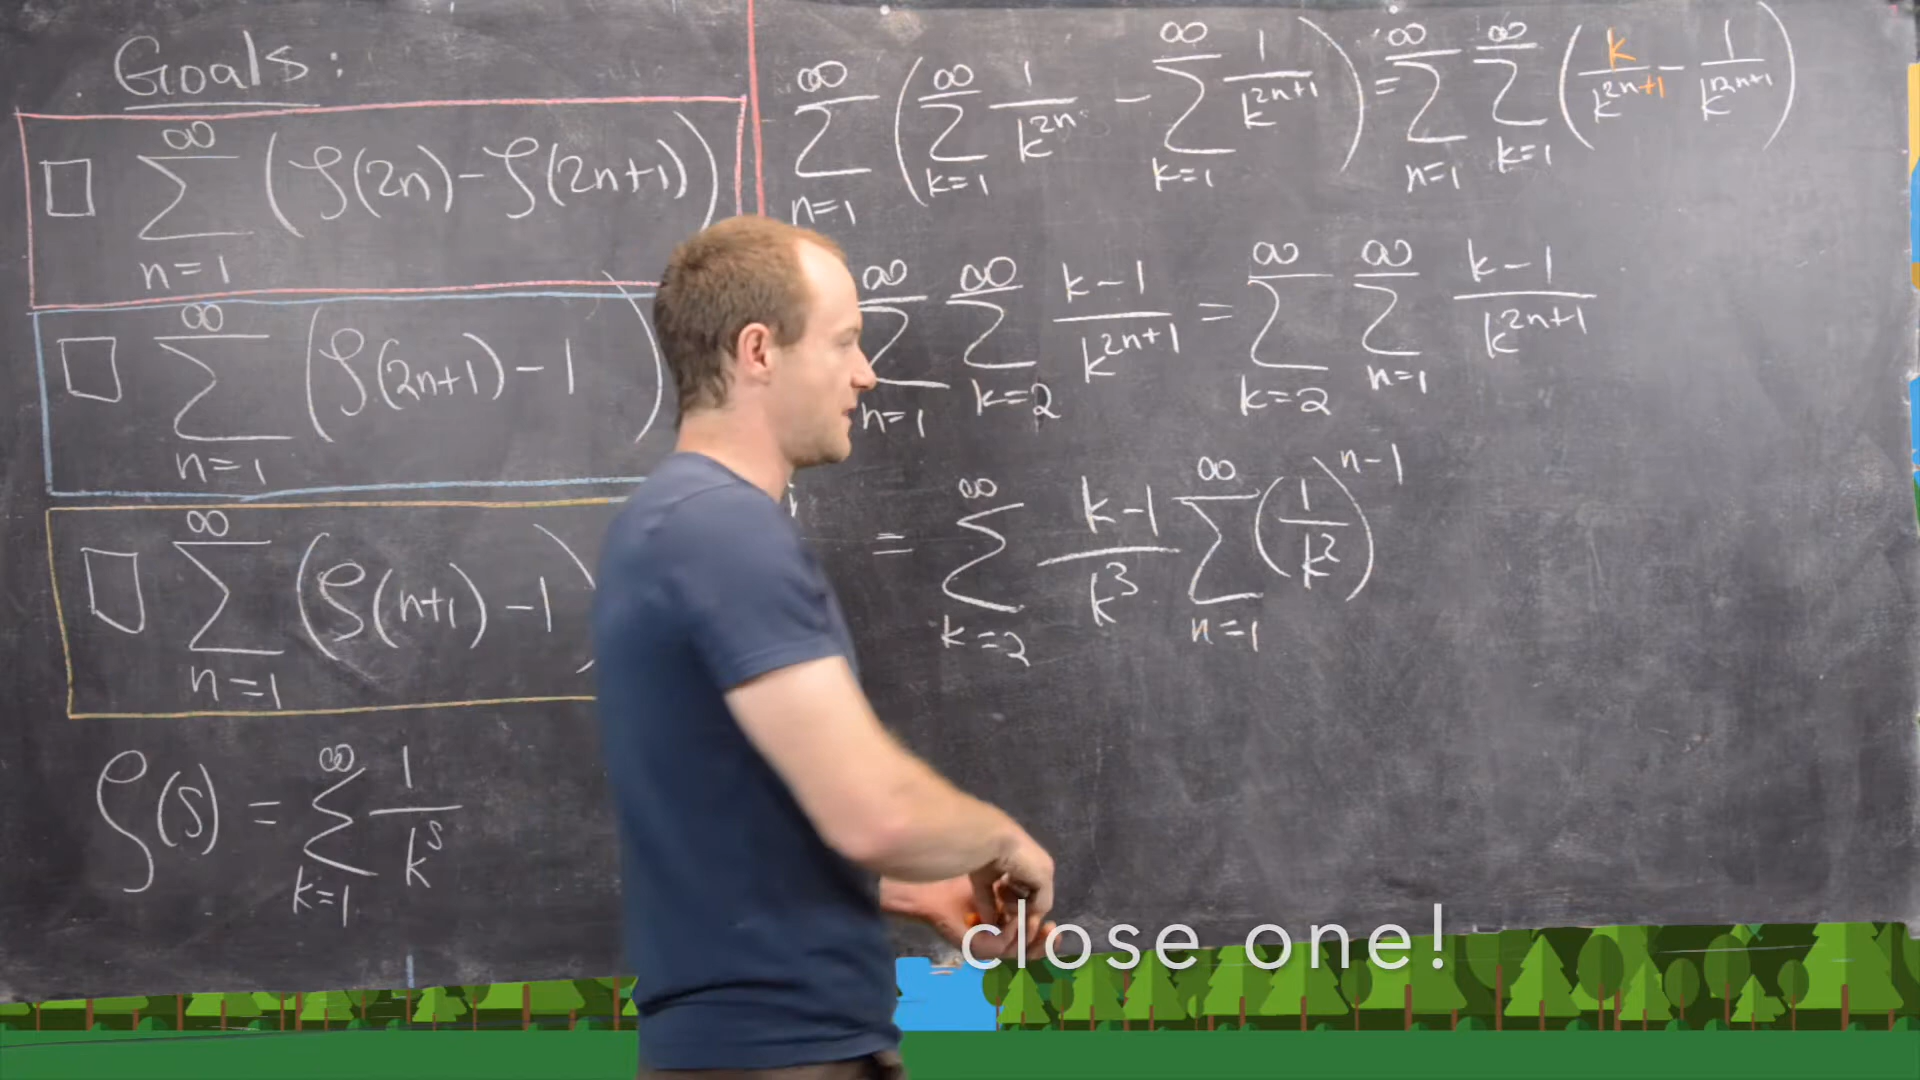 Goals:
□ ∑_{n=1}^{∞} (ζ(2n) - ζ(2n+1))
□ ∑_{n=1}^{∞} (ζ(2n+1) - 1)
□ ∑_{n=1}^{∞} (ζ(n+1) - 1)
ζ(s) = ∑_{k=1}^{∞} 1/k^s
∑_{n=1}^{∞} (∑_{k=1}^{∞} 1/k^{2n} - ∑_{k=1}^{∞} 1/k^{2n+1}) = ∑_{n=1}^{∞} ∑_{k=1}^{∞} (k/k^{2n+1} - 1/k^{2n+1})
∑_{n=1}^{∞} ∑_{k=2}^{∞} (k-1)/k^{2n+1} = ∑_{k=2}^{∞} ∑_{n=1}^{∞} (k-1)/k^{2n+1}
= ∑_{k=2}^{∞} (k-1)/k^3 ∑_{n=1}^{∞} (1/k^2)^{n-1}
close one!